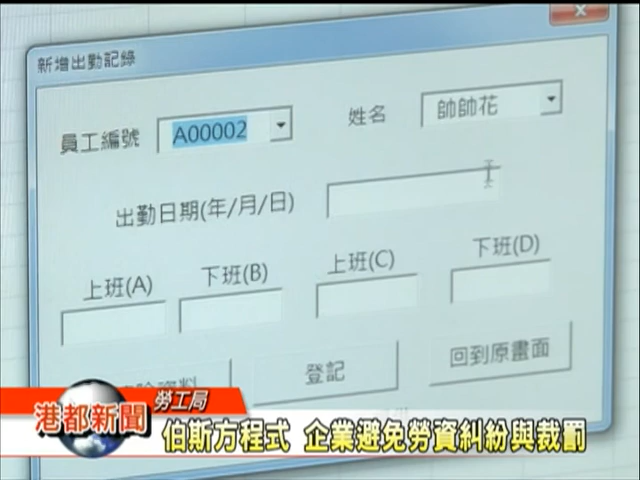 新增出勤記錄
員工編號 A00002 姓名 帥帥花
出勤日期(年/月/日)
上班(A) 下班(B) 上班(C) 下班(D)
登記 回到原畫面
勞工局
港都新聞
伯斯方程式 企業避免勞資糾紛與裁罰